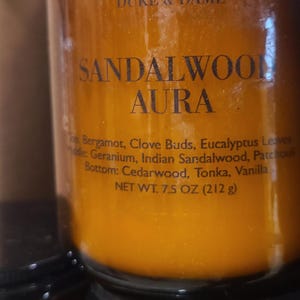 DUKE & DAME
SANDALWOOD
AURA
Bergamot, Clove Buds, Eucalyptus Leaves
Geranium, Indian Sandalwood, Patchouli
Bottom: Cedarwood, Tonka, Vanilla
NET WT. 7.5 OZ (212 g)